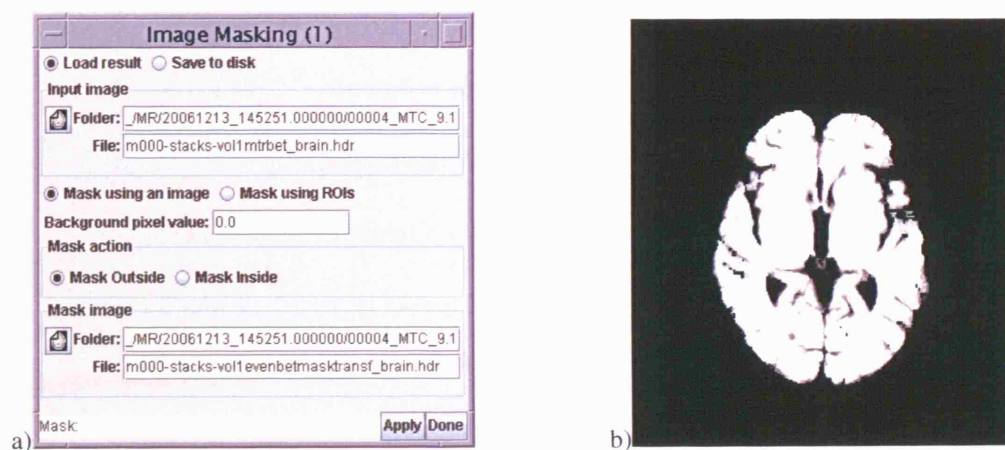 Image Masking (1)
Load result Save to disk
Input image
Folder: _/MR/20061213_145251.000000/00004_MTC_9.1
File: m000-stacks-vol1mtrbet_brain.hdr
Mask using an image Mask using ROIs
Background pixel value: 0.0
Mask action
Mask Outside Mask Inside
Mask image
Folder: _/MR/20061213_145251.000000/00004_MTC_9.1
File: m000-stacks-vol1evenbetmasktransf_brain.hdr
Mask:
Apply Done
a)
b)